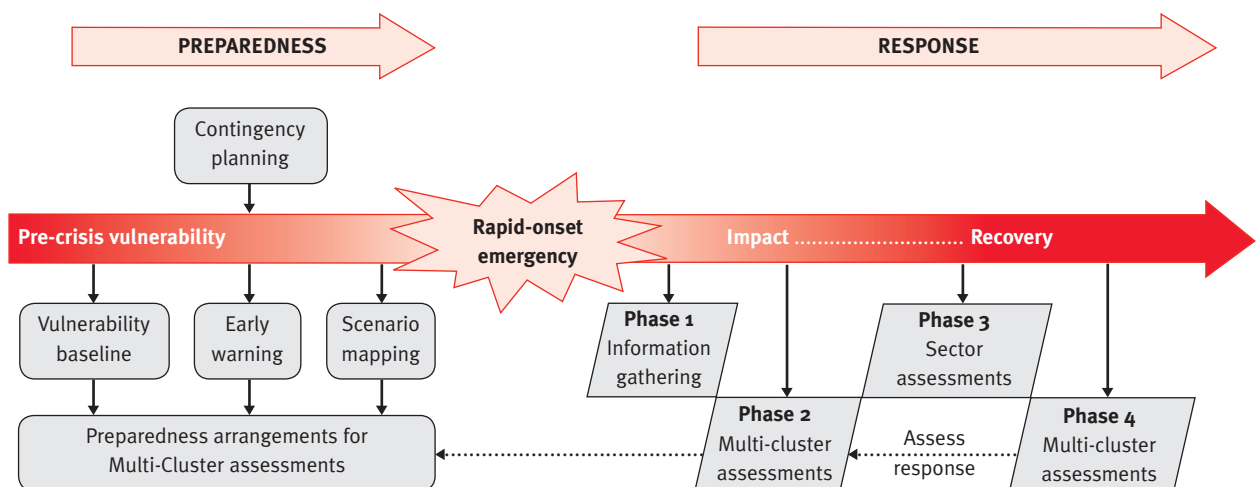 PREPAREDNESS
RESPONSE
Contingency
planning
Pre-crisis vulnerability
Rapid-onset
emergency
Impact ........................ Recovery
Vulnerability
baseline
Early
warning
Scenario
mapping
Phase 1
Information
gathering
Phase 3
Sector
assessments
Preparedness arrangements for
Multi-Cluster assessments
Phase 2
Multi-cluster
assessments
Assess
response
Phase 4
Multi-cluster
assessments